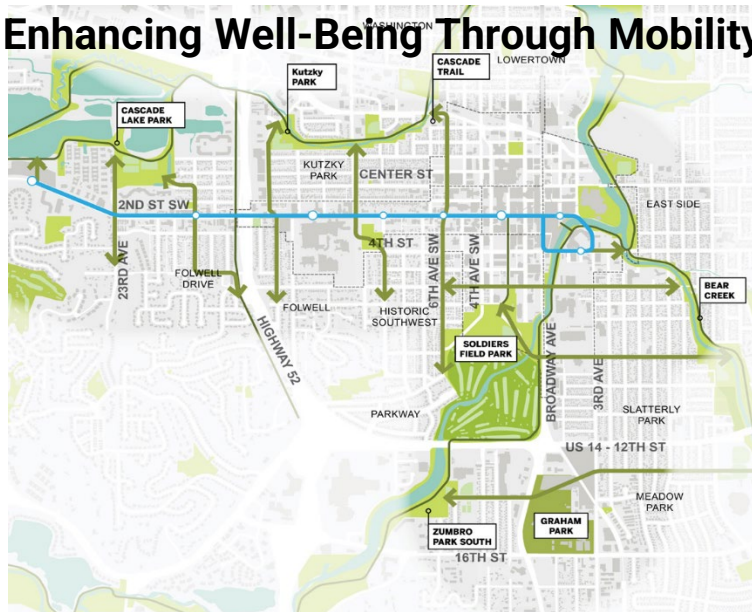 Enhancing Well-Being Through Mobility
WASHINGTON
LOWERTOWN
CASCADE
TRAIL
Kutzky
PARK
CASCADE
LAKE PARK
KUTZKY
PARK
CENTER ST
2ND ST SW
EAST SIDE
4TH ST
23RD AVE
FOLWELL
DRIVE
6TH AVE SW
4TH AVE SW
BEAR
CREEK
FOLWELL
HISTORIC
SOUTHWEST
HIGHWAY 52
SOLDIERS
FIELD PARK
BROADWAY AVE
3RD AVE
PARKWAY
SLATTERLY
PARK
US 14 - 12TH ST
MEADOW
PARK
GRAHAM
PARK
ZUMBRO
PARK SOUTH
16TH ST